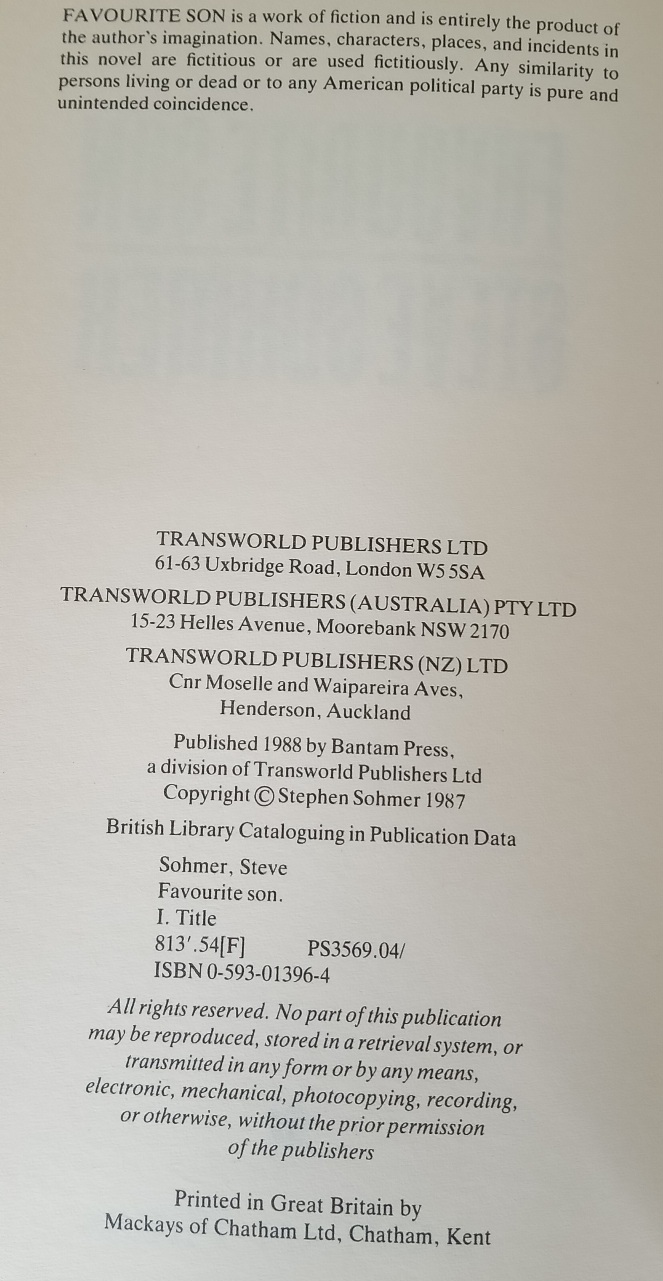 FAVOURITE SON is a work of fiction and is entirely the product of
the author's imagination. Names, characters, places, and incidents in
this novel are fictitious or are used fictitiously. Any similarity to
persons living or dead or to any American political party is pure and
unintended coincidence.
TRANSWORLD PUBLISHERS LTD
61-63 Uxbridge Road, London W5 5SA
TRANSWORLD PUBLISHERS (AUSTRALIA) PTY LTD
15-23 Helles Avenue, Moorebank NSW 2170
TRANSWORLD PUBLISHERS (NZ) LTD
Cnr Moselle and Waipareira Aves,
Henderson, Auckland
Published 1988 by Bantam Press,
a division of Transworld Publishers Ltd
Copyright © Stephen Sohmer 1987
British Library Cataloguing in Publication Data
Sohmer, Steve
Favourite son.
I. Title
813'.54[F] PS3569.04/
ISBN 0-593-01396-4
All rights reserved. No part of this publication
may be reproduced, stored in a retrieval system, or
transmitted in any form or by any means,
electronic, mechanical, photocopying, recording,
or otherwise, without the prior permission
of the publishers
Printed in Great Britain by
Mackays of Chatham Ltd, Chatham, Kent